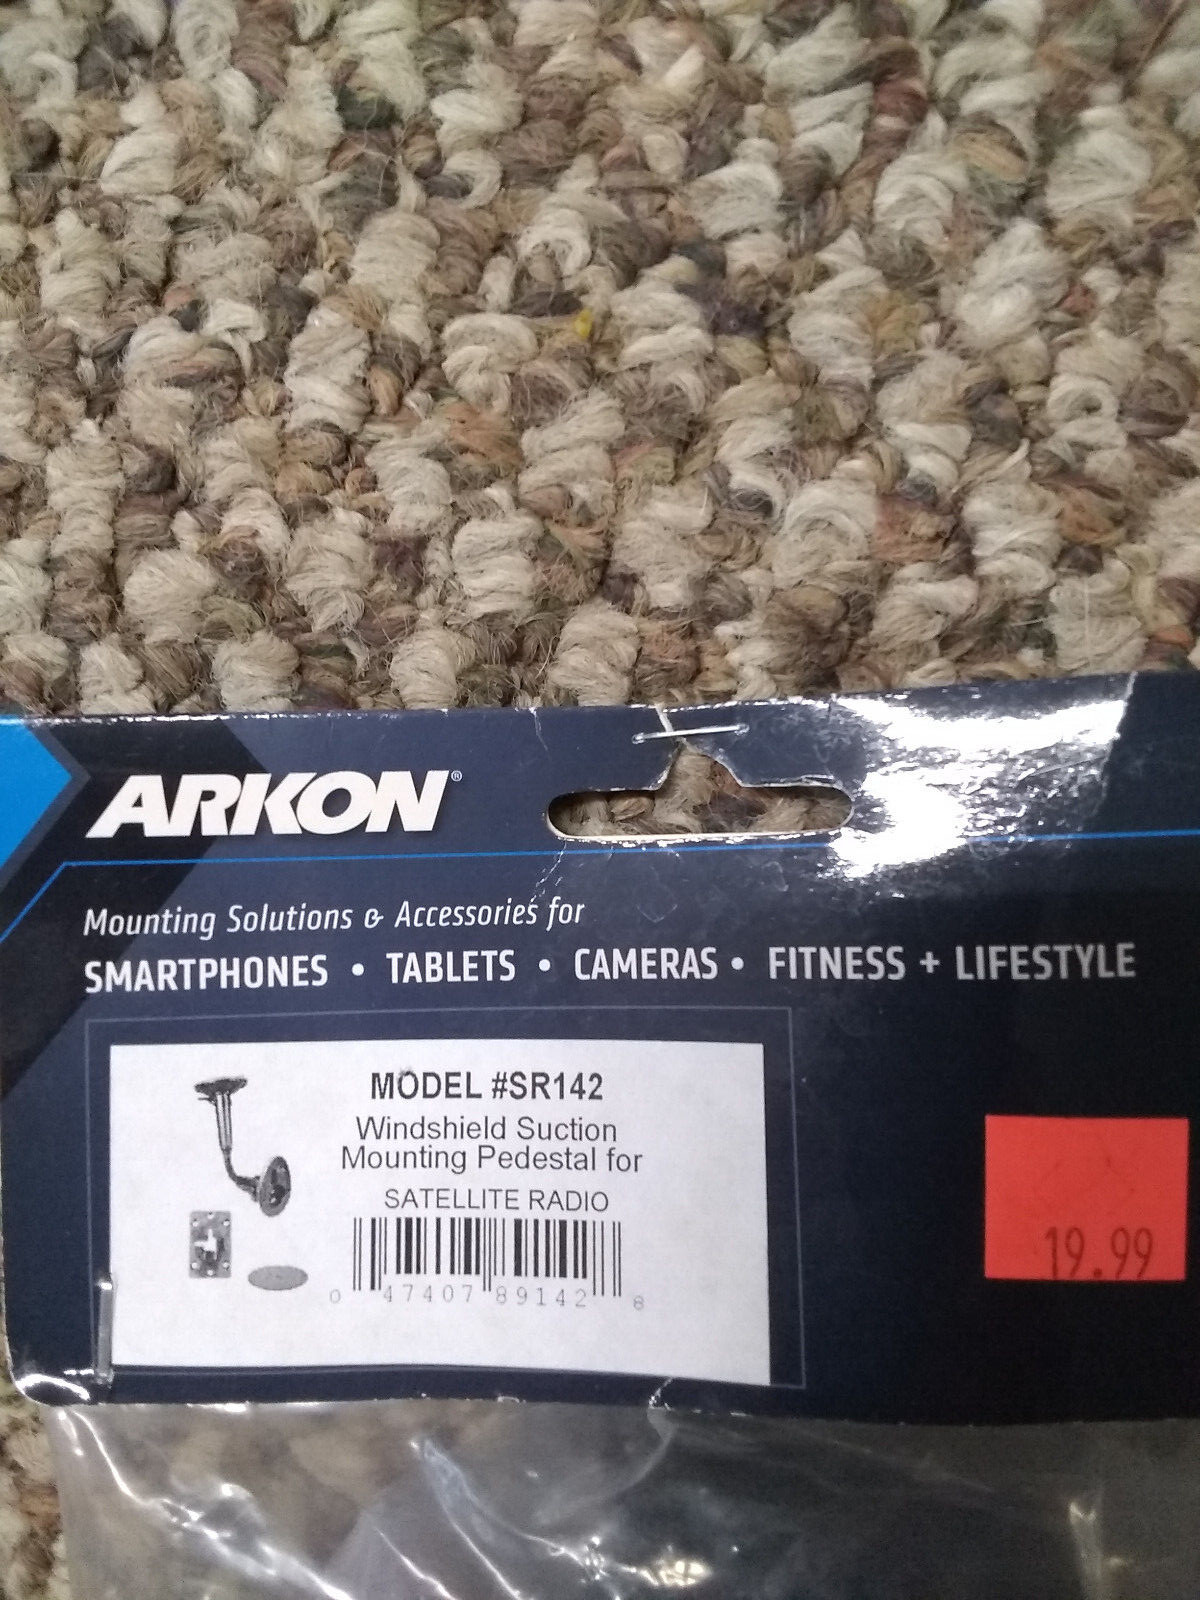 ARKON®
Mounting Solutions & Accessories for
SMARTPHONES • TABLETS • CAMERAS • FITNESS + LIFESTYLE
MODEL #SR142
Windshield Suction
Mounting Pedestal for
SATELLITE RADIO
0 47407 89142 8
19.99